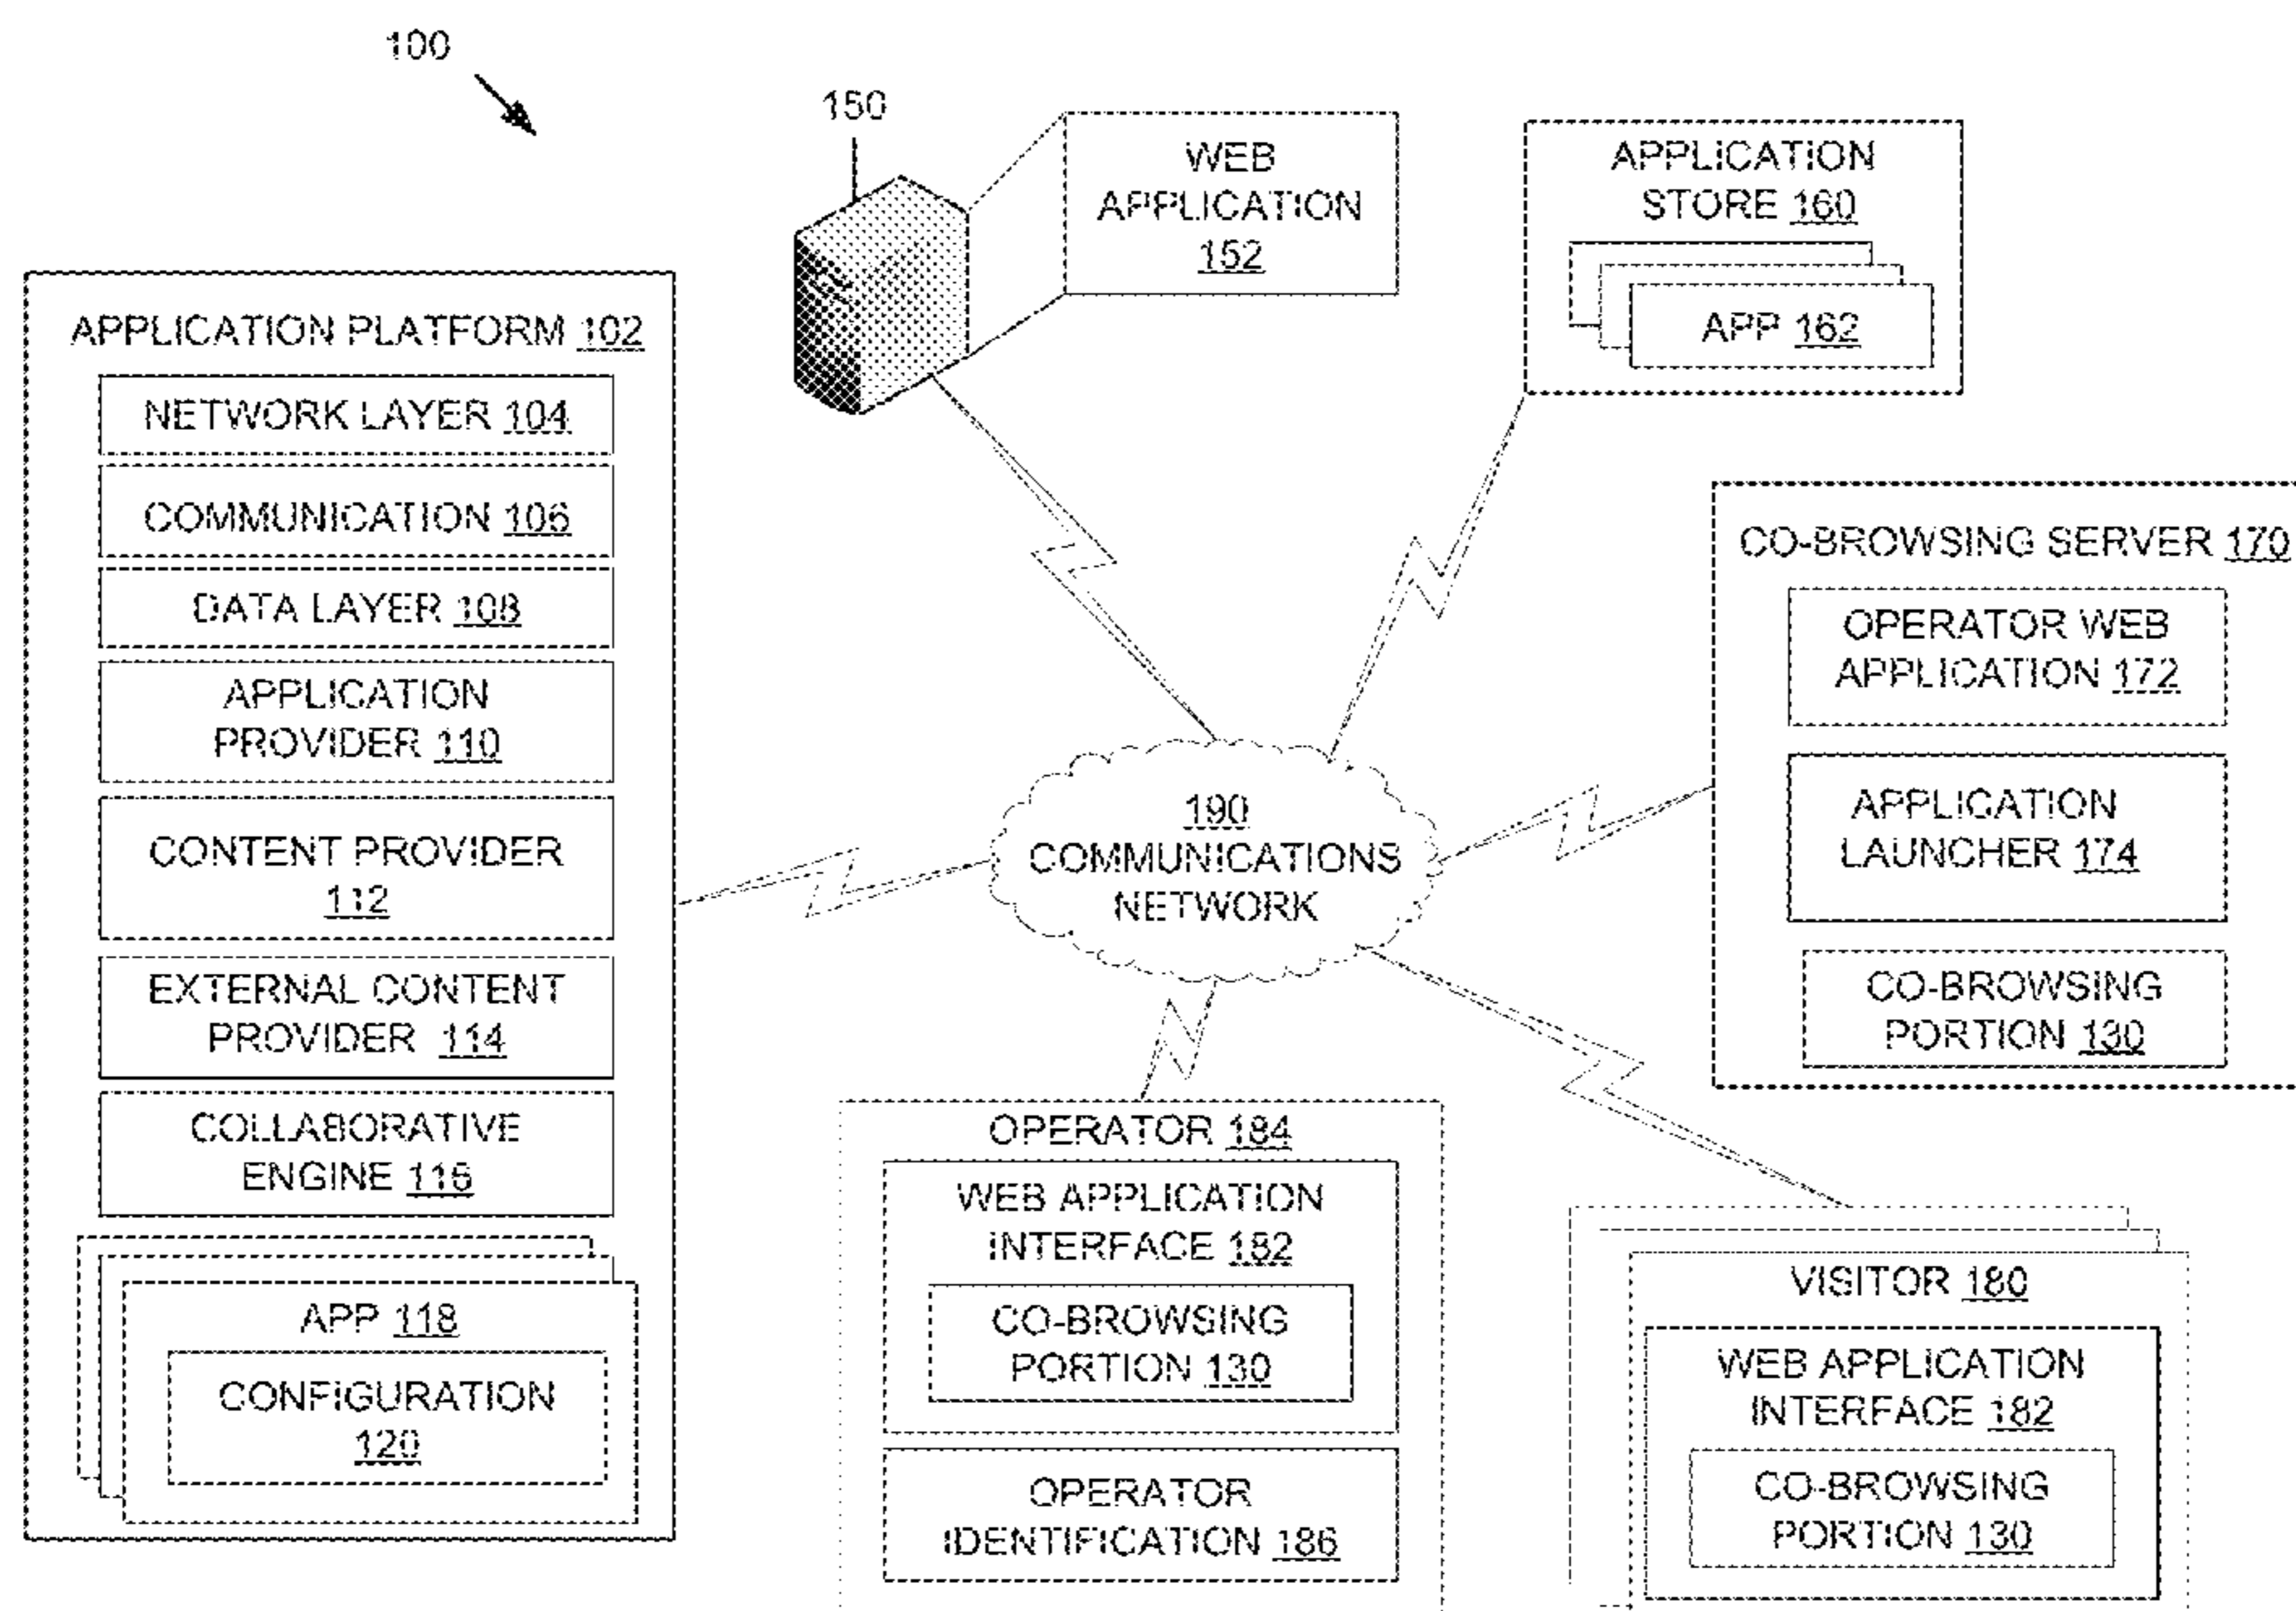 100
150
WEB
APPLICATION
152
APPLICATION
STORE 160
APP 162
APPLICATION PLATFORM 102
NETWORK LAYER 104
COMMUNICATION 106
DATA LAYER 108
APPLICATION
PROVIDER 110
CONTENT PROVIDER
112
EXTERNAL CONTENT
PROVIDER 114
COLLABORATIVE
ENGINE 116
APP 118
CONFIGURATION
120
190
COMMUNICATIONS
NETWORK
CO-BROWSING SERVER 170
OPERATOR WEB
APPLICATION 172
APPLICATION
LAUNCHER 174
CO-BROWSING
PORTION 130
OPERATOR 184
WEB APPLICATION
INTERFACE 182
CO-BROWSING
PORTION 130
OPERATOR
IDENTIFICATION 186
VISITOR 180
WEB APPLICATION
INTERFACE 182
CO-BROWSING
PORTION 130